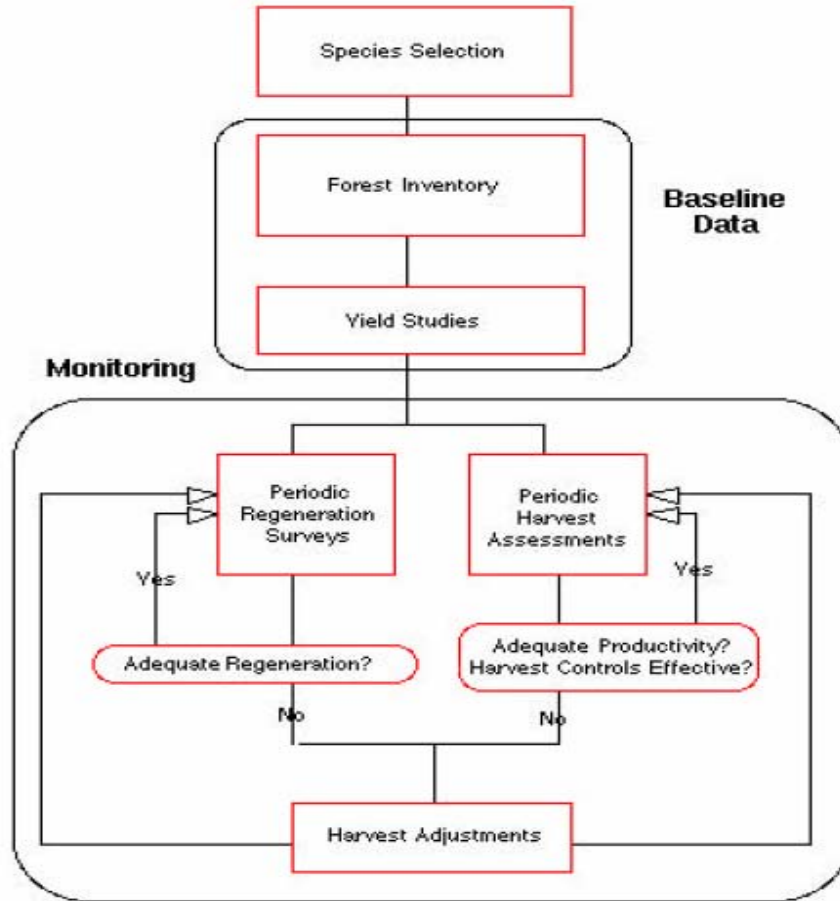 Species Selection
Forest Inventory
Baseline
Data
Yield Studies
Monitoring
Periodic
Regeneration
Surveys
Periodic
Harvest
Assessments
Yes
Yes
Adequate Regeneration?
Adequate Productivity?
Harvest Controls Effective?
No
No
Harvest Adjustments